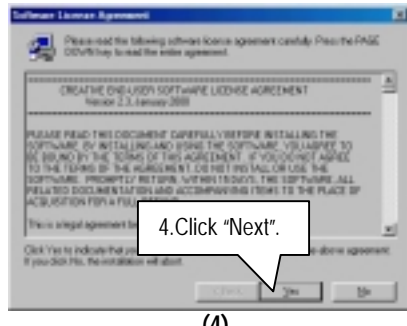 Software License Agreement
Please read the following software license agreement carefully. Press the PAGE
DOWN key to read the entire agreement.
CREATIVE END-USER SOFTWARE LICENSE AGREEMENT
Version 2.3, January 2000
PLEASE READ THIS DOCUMENT CAREFULLY BEFORE INSTALLING THE
SOFTWARE. BY INSTALLING AND USING THE SOFTWARE, YOU AGREE TO
BE BOUND BY THE TERMS OF THIS AGREEMENT. IF YOU DO NOT AGREE
TO THE TERMS OF THE AGREEMENT, DO NOT INSTALL OR USE THE
SOFTWARE. PROMPTLY RETURN, WITHIN 15 DAYS, THE SOFTWARE, ALL
RELATED DOCUMENTATION AND ACCOMPANYING ITEMS TO THE PLACE OF
ACQUISITION FOR A FULL
This is a legal agreement
4.Click “Next”.
Click Yes to indicate that you above agreement.
If you click No, the installation will abort.
Yes
No
(4)